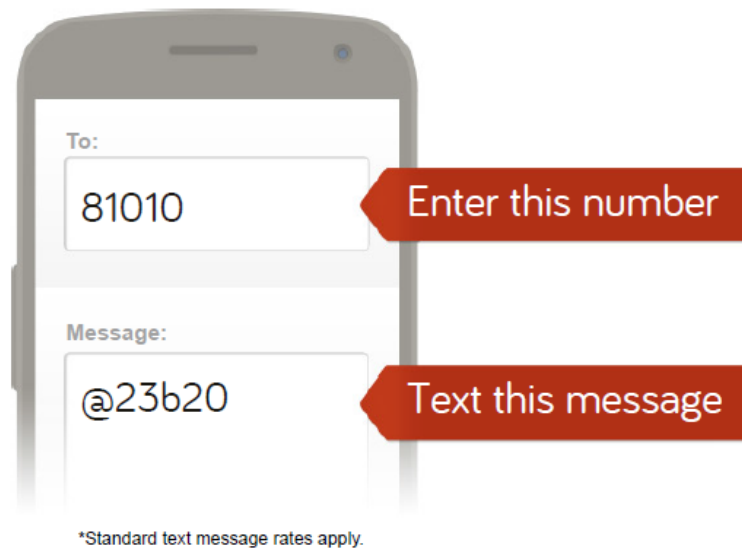 To:
81010
Enter this number
Message:
@23b20
Text this message
*Standard text message rates apply.